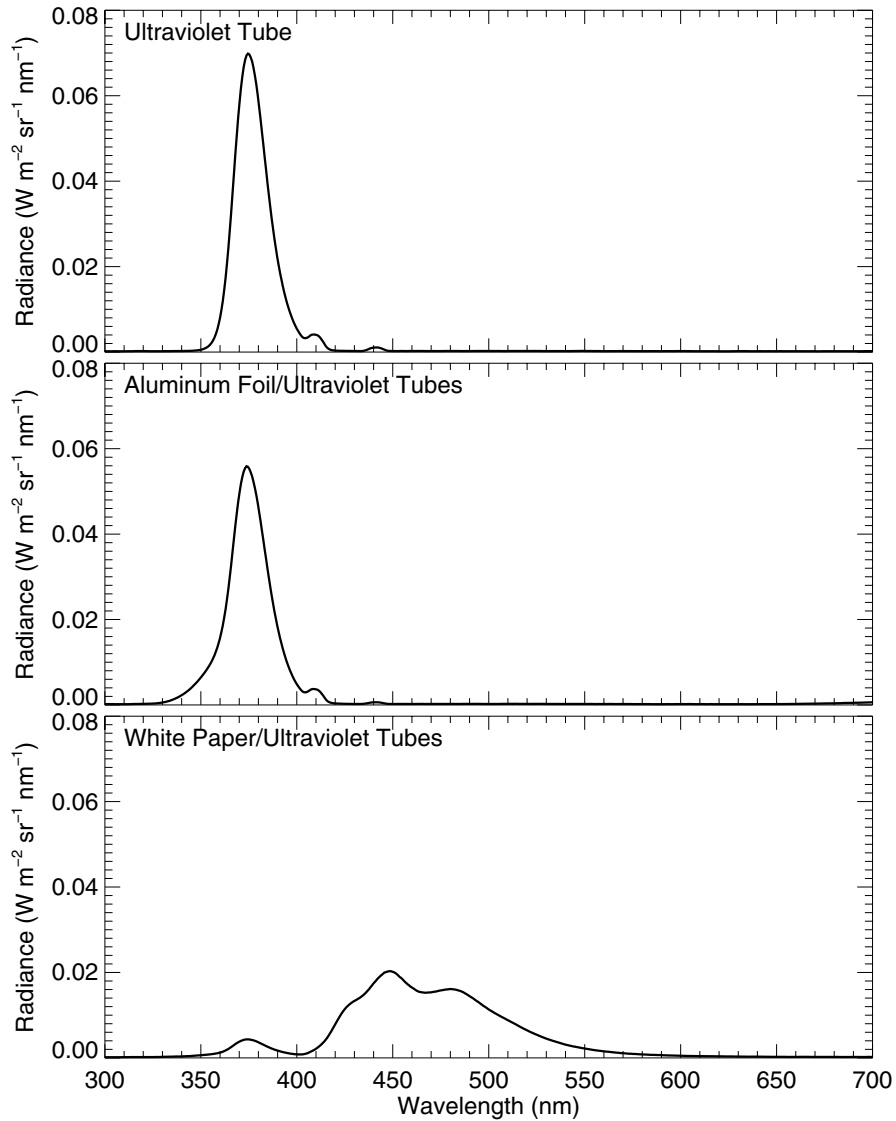 Ultraviolet Tube
0.08
0.06
0.04
0.02
0.00
Radiance (W m⁻² sr⁻¹ nm⁻¹)
Aluminum Foil/Ultraviolet Tubes
0.08
0.06
0.04
0.02
0.00
Radiance (W m⁻² sr⁻¹ nm⁻¹)
White Paper/Ultraviolet Tubes
0.08
0.06
0.04
0.02
0.00
Radiance (W m⁻² sr⁻¹ nm⁻¹)
300 350 400 450 500 550 600 650 700
Wavelength (nm)